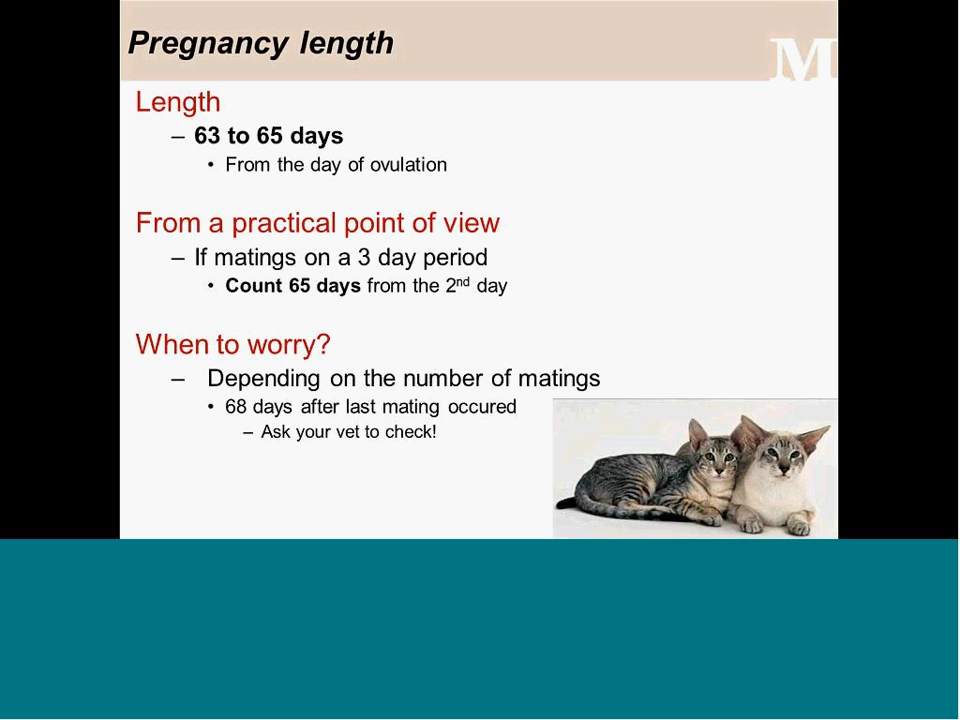 Pregnancy length
M
Length
– 63 to 65 days
• From the day of ovulation
From a practical point of view
– If matings on a 3 day period
• Count 65 days from the 2nd day
When to worry?
– Depending on the number of matings
• 68 days after last mating occured
– Ask your vet to check!